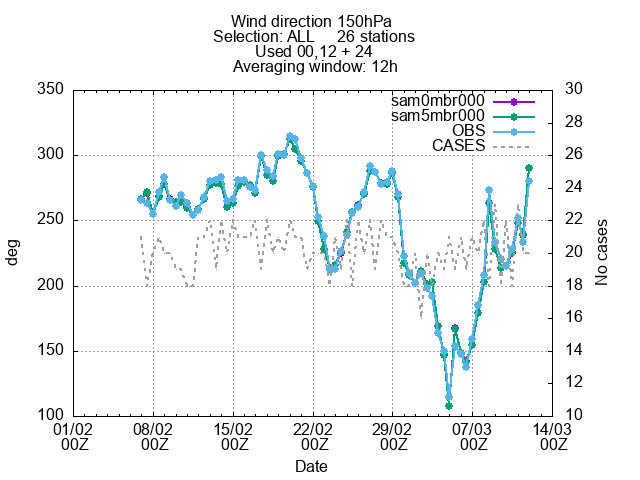 Wind direction 150hPa
Selection: ALL 26 stations
Used 00,12 + 24
Averaging window: 12h
sam0mbr000
sam5mbr000
OBS
CASES
350
300
250
200
150
100
deg
30
28
26
24
22
20
18
16
14
12
10
No cases
01/02 08/02 15/02 22/02 29/02 07/03 14/03
00Z 00Z 00Z 00Z 00Z 00Z 00Z
Date